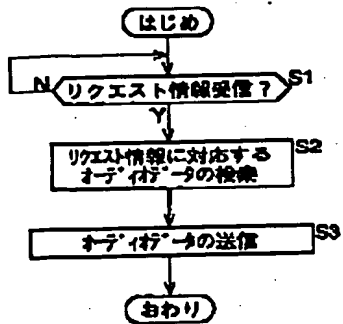 はじめ
リクエスト情報受信?
S1
N
Y
S2
リクエスト情報に対応する
オーディオデータの検索
S3
オーディオデータの送信
おわり